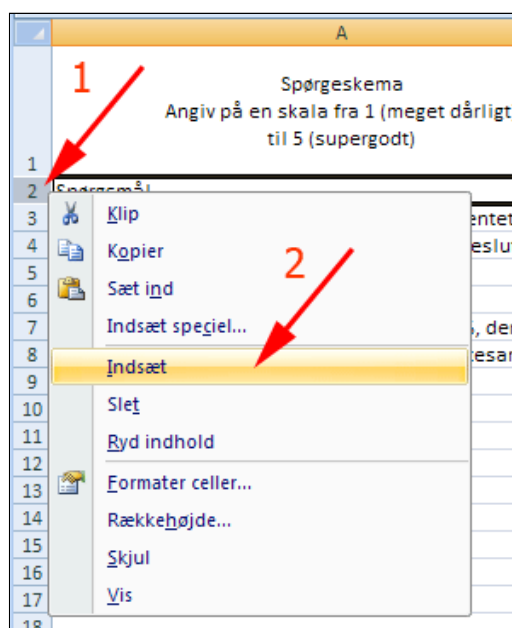 A
1
Spørgeskema
Angiv på en skala fra 1 (meget dårligt
til 5 (supergodt)
1
2 Spørgsmål
3
4
5
6
7
8
9
10
11
12
13
14
15
16
17
18
Klip
Kopier
Sæt ind
Indsæt speciel...
2
Indsæt
Slet
Ryd indhold
Formater celler...
Rækkehøjde...
Skjul
Vis